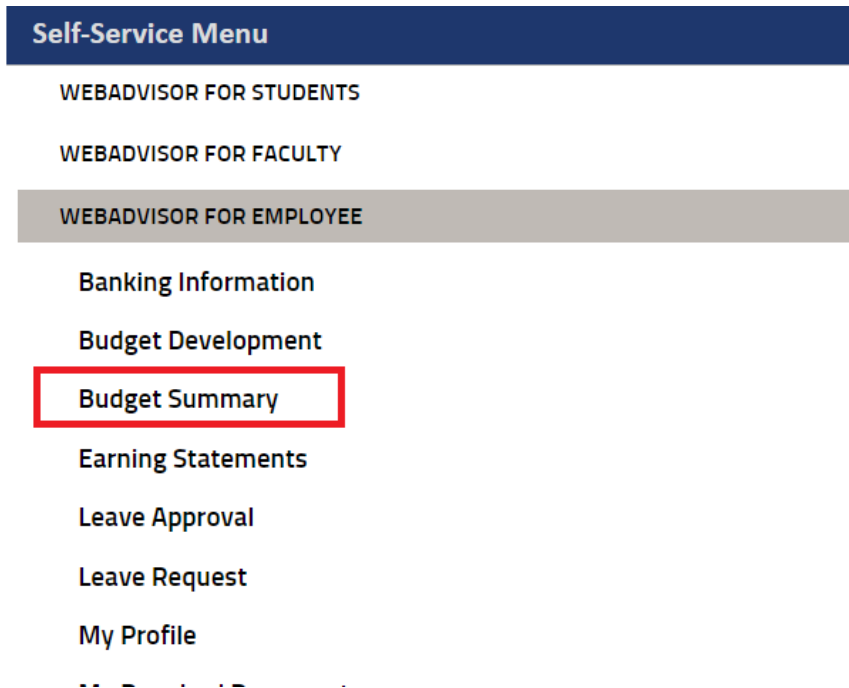 Self-Service Menu
WEBADVISOR FOR STUDENTS
WEBADVISOR FOR FACULTY
WEBADVISOR FOR EMPLOYEE
Banking Information
Budget Development
Budget Summary
Earning Statements
Leave Approval
Leave Request
My Profile